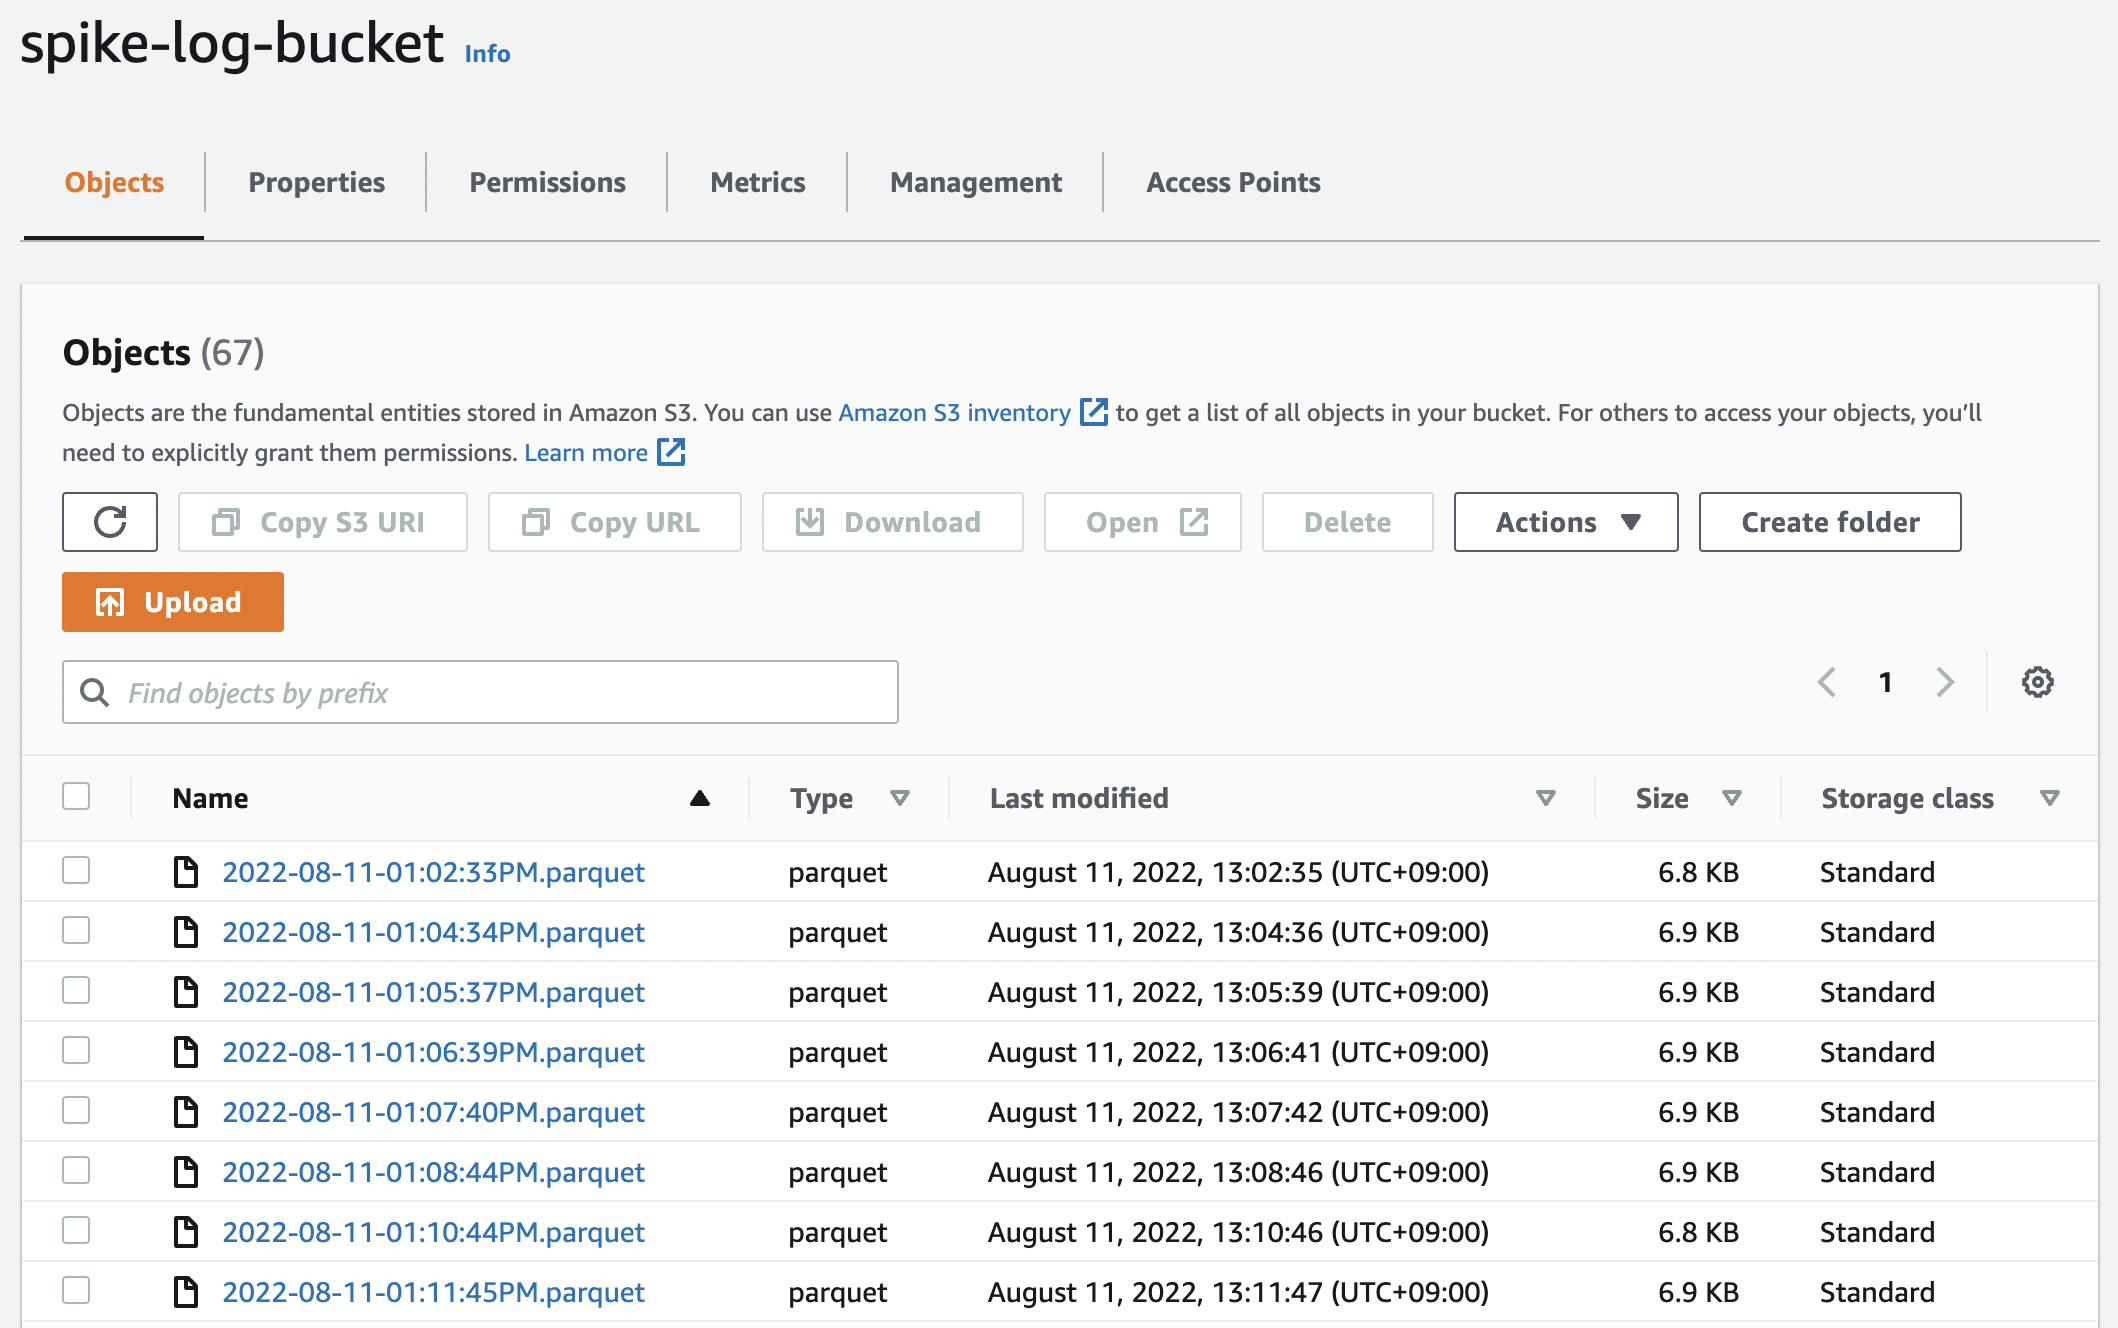 spike-log-bucket Info
Objects Properties Permissions Metrics Management Access Points
Objects (67)
Objects are the fundamental entities stored in Amazon S3. You can use Amazon S3 inventory to get a list of all objects in your bucket. For others to access your objects, you’ll
need to explicitly grant them permissions. Learn more
Copy S3 URI Copy URL Download Open Delete Actions Create folder
Upload
Find objects by prefix 1
Name Type Last modified Size Storage class
2022-08-11-01:02:33PM.parquet parquet August 11, 2022, 13:02:35 (UTC+09:00) 6.8 KB Standard
2022-08-11-01:04:34PM.parquet parquet August 11, 2022, 13:04:36 (UTC+09:00) 6.9 KB Standard
2022-08-11-01:05:37PM.parquet parquet August 11, 2022, 13:05:39 (UTC+09:00) 6.9 KB Standard
2022-08-11-01:06:39PM.parquet parquet August 11, 2022, 13:06:41 (UTC+09:00) 6.9 KB Standard
2022-08-11-01:07:40PM.parquet parquet August 11, 2022, 13:07:42 (UTC+09:00) 6.9 KB Standard
2022-08-11-01:08:44PM.parquet parquet August 11, 2022, 13:08:46 (UTC+09:00) 6.9 KB Standard
2022-08-11-01:10:44PM.parquet parquet August 11, 2022, 13:10:46 (UTC+09:00) 6.8 KB Standard
2022-08-11-01:11:45PM.parquet parquet August 11, 2022, 13:11:47 (UTC+09:00) 6.9 KB Standard